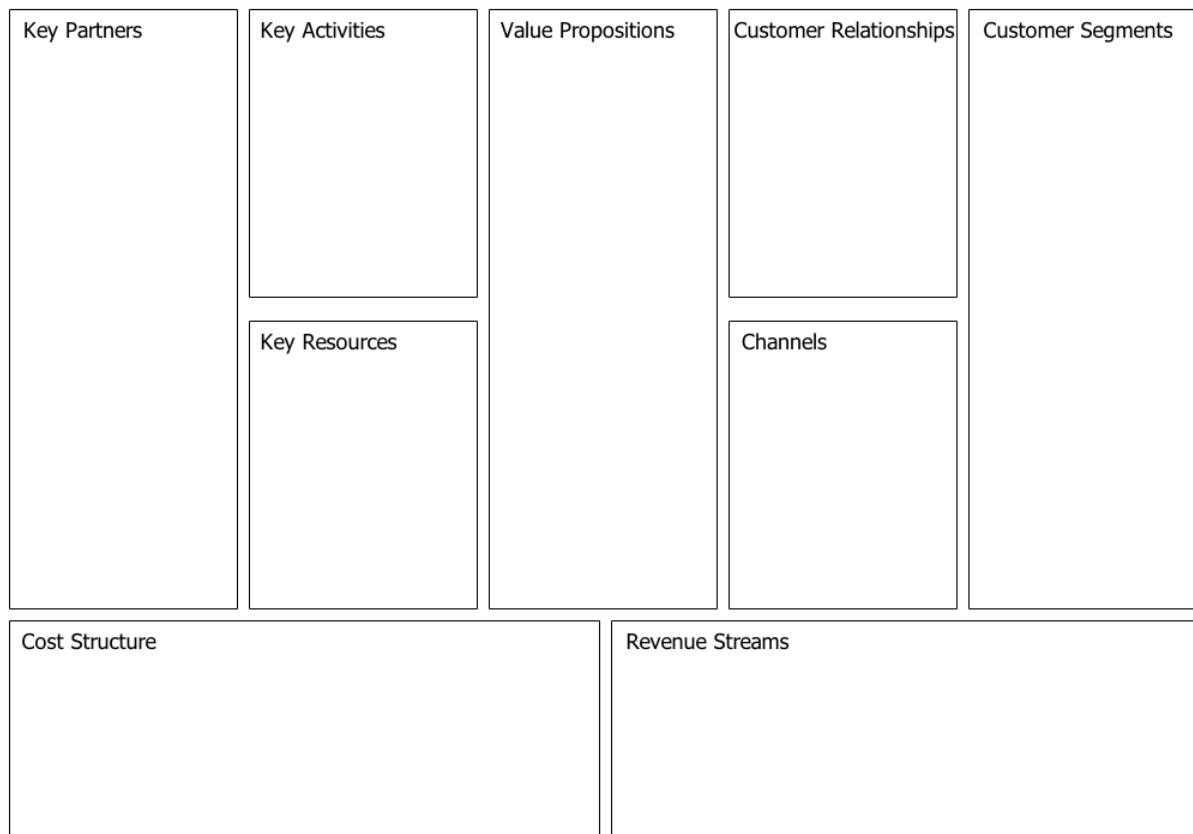 Key Partners
Key Activities
Value Propositions
Customer Relationships
Customer Segments
Key Resources
Channels
Cost Structure
Revenue Streams